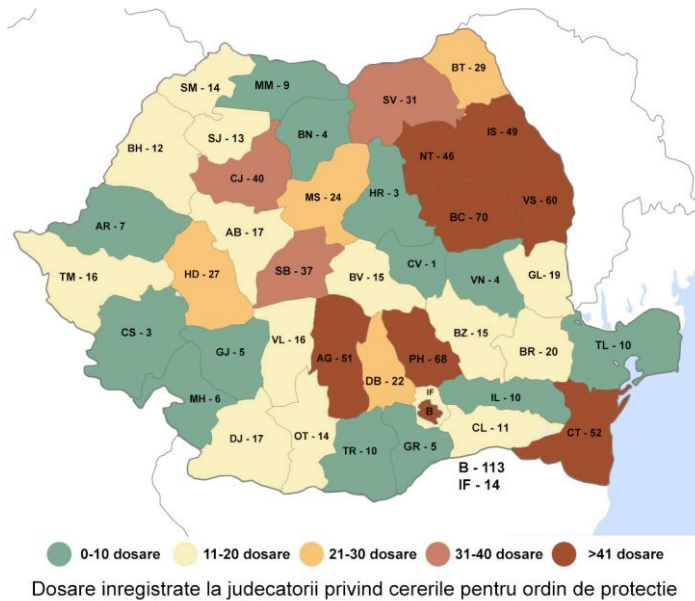 BT - 29
MM - 9
SM - 14
SV - 31
SJ - 13
BN - 4
IS - 49
BH - 12
NT - 46
CJ - 40
MS - 24
HR - 3
VS - 60
BC - 70
AR - 7
AB - 17
CV - 1
TM - 16
HD - 27
SB - 37
BV - 15
VN - 4
GL - 19
CS - 3
GJ - 5
VL - 16
AG - 51
PH - 68
BZ - 15
BR - 20
TL - 10
DB - 22
MH - 6
IF
B
IL - 10
DJ - 17
OT - 14
TR - 10
GR - 5
CL - 11
CT - 52
B - 113
IF - 14
0-10 dosare 11-20 dosare 21-30 dosare 31-40 dosare >41 dosare
Dosare inregistrate la judecatorii privind cererile pentru ordin de protectie